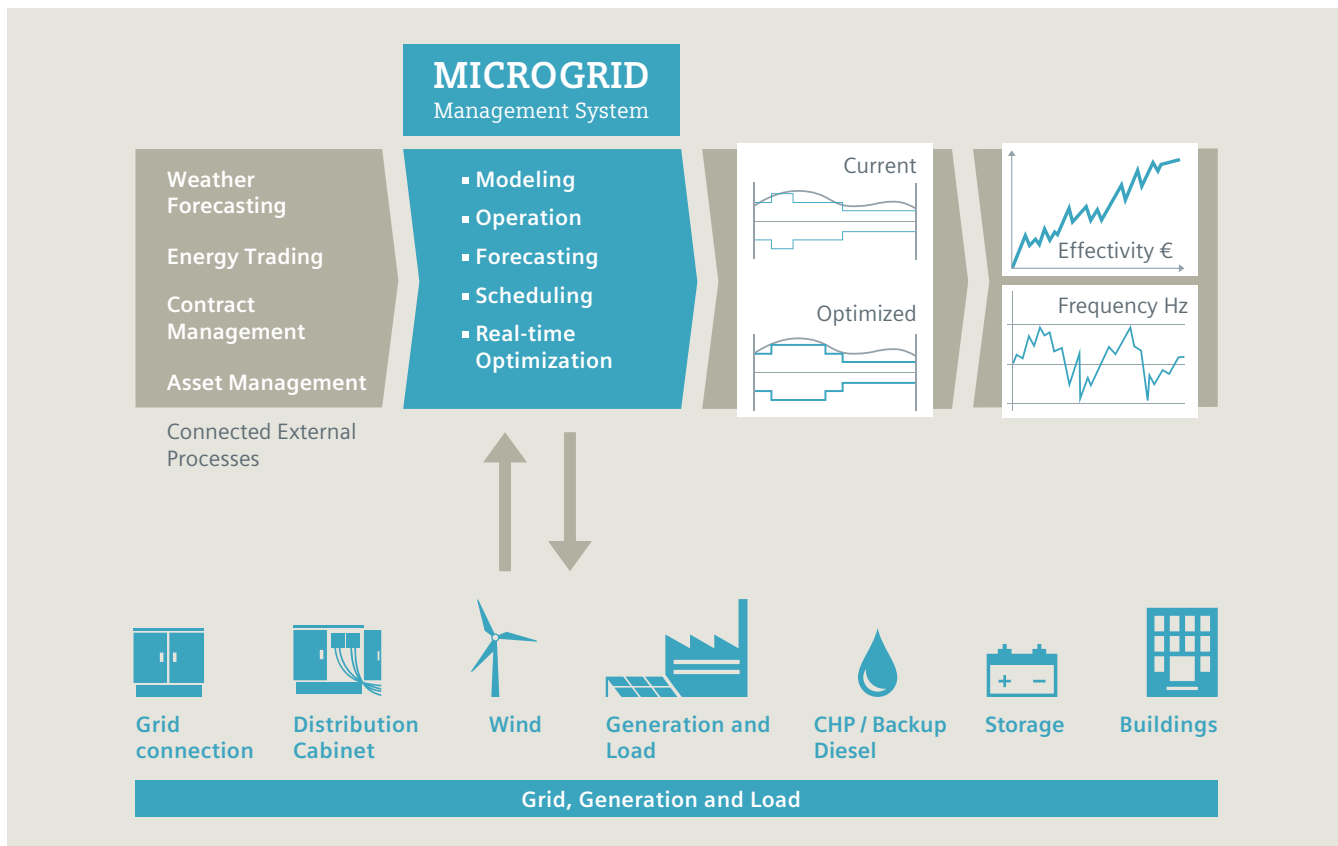 MICROGRID
Management System
Weather
Forecasting
Energy Trading
Contract
Management
Asset Management
Connected External
Processes
Modeling
Operation
Forecasting
Scheduling
Real-time
Optimization
Current
Optimized
Effectivity €
Frequency Hz
Grid
connection
Distribution
Cabinet
Wind
Generation and
Load
CHP / Backup
Diesel
Storage
Buildings
Grid, Generation and Load